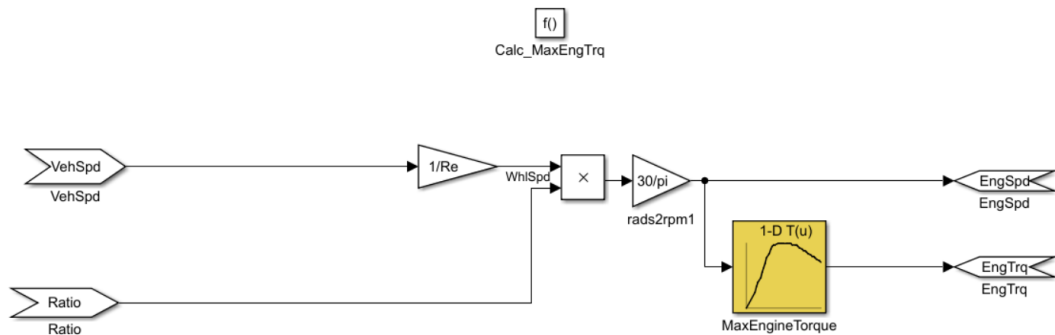 f()
Calc_MaxEngTrq
VehSpd
VehSpd
1/Re
WhlSpd
×
30/pi
rads2rpm1
EngSpd
EngSpd
1-D T(u)
MaxEngineTorque
EngTrq
EngTrq
Ratio
Ratio